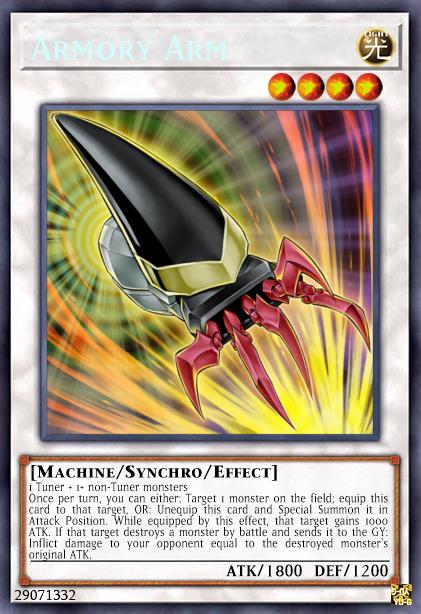 Armory Arm
LIGHT
光
[Machine/Synchro/Effect]
1 Tuner + 1+ non-Tuner monsters
Once per turn, you can either: Target 1 monster on the field; equip this
card to that target, OR: Unequip this card and Special Summon it in
Attack Position. While equipped by this effect, that target gains 1000
ATK. If that target destroys a monster by battle and sends it to the GY:
Inflict damage to your opponent equal to the destroyed monster's
original ATK.
ATK/1800 DEF/1200
29071332